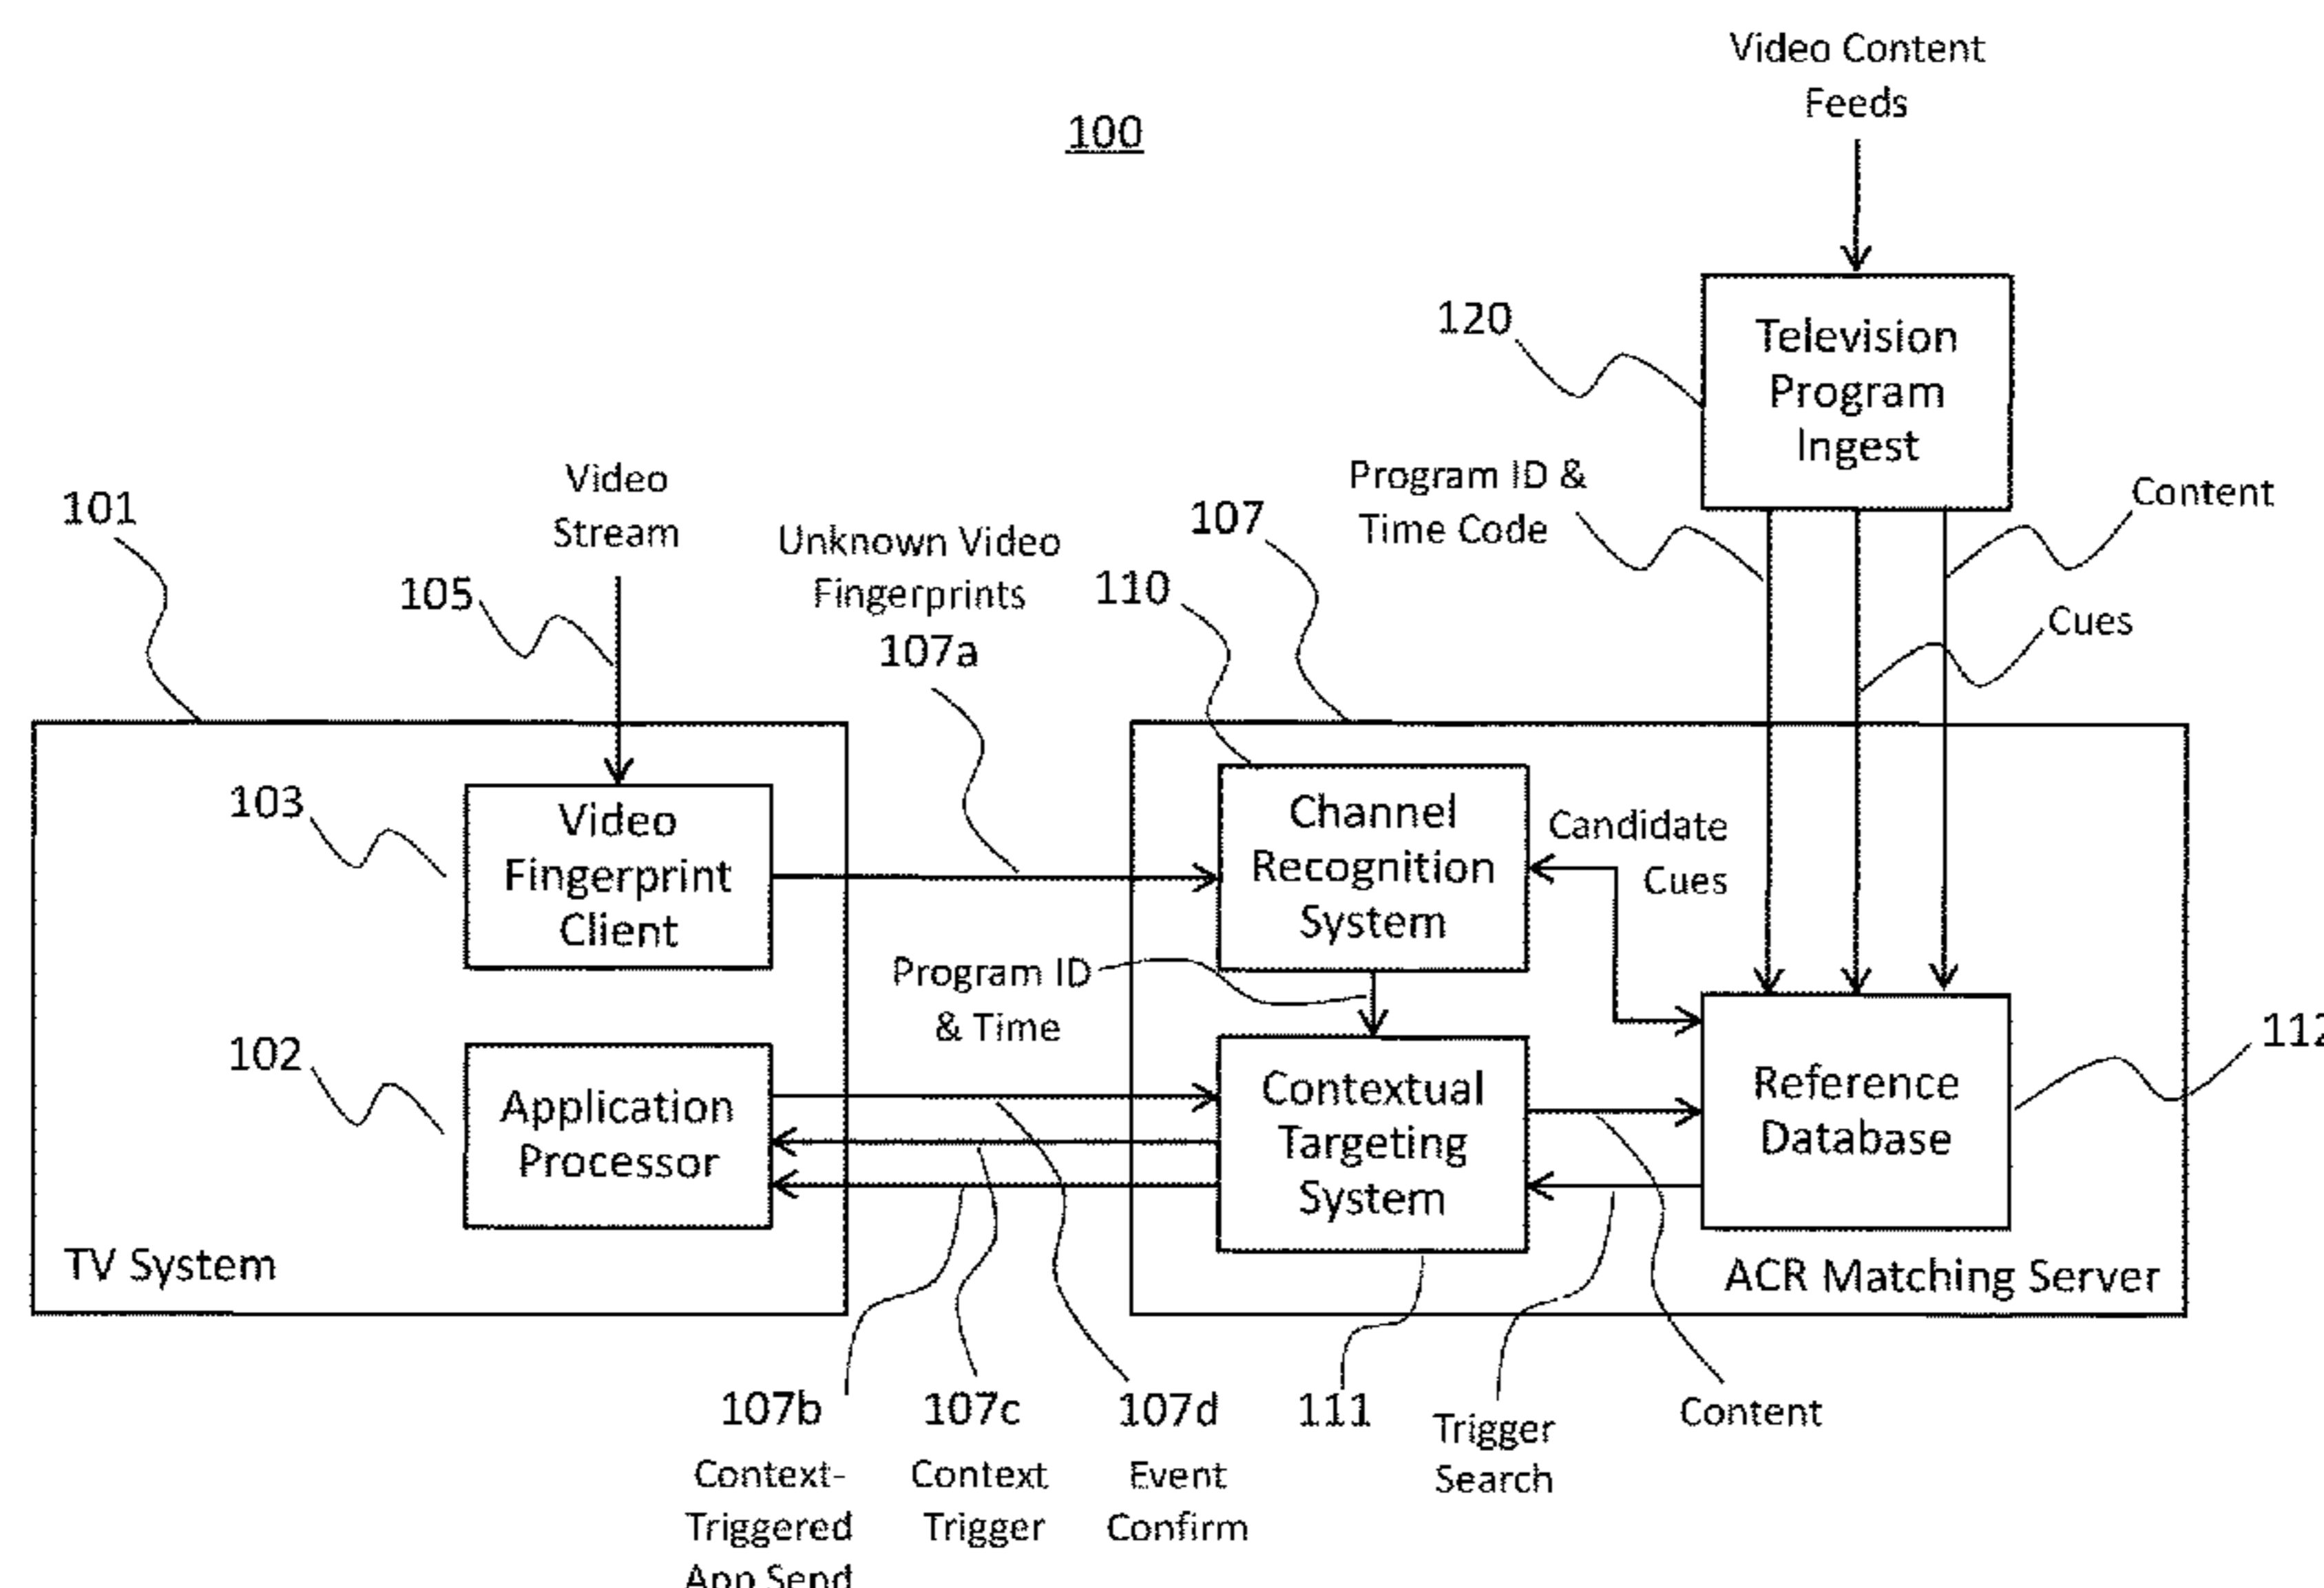 Video Content
Feeds
100
120
Television
Program
Ingest
Program ID &
Time Code
Content
Cues
101
Video
Stream
105
Unknown Video
Fingerprints
107a
107
110
103
Video
Fingerprint
Client
Channel
Recognition
System
Candidate
Cues
Program ID
& Time
102
Application
Processor
Contextual
Targeting
System
Reference
Database
112
TV System
ACR Matching Server
107b
Context-
Triggered
App Send
107c
Context
Trigger
107d
Event
Confirm
111
Trigger
Search
Content